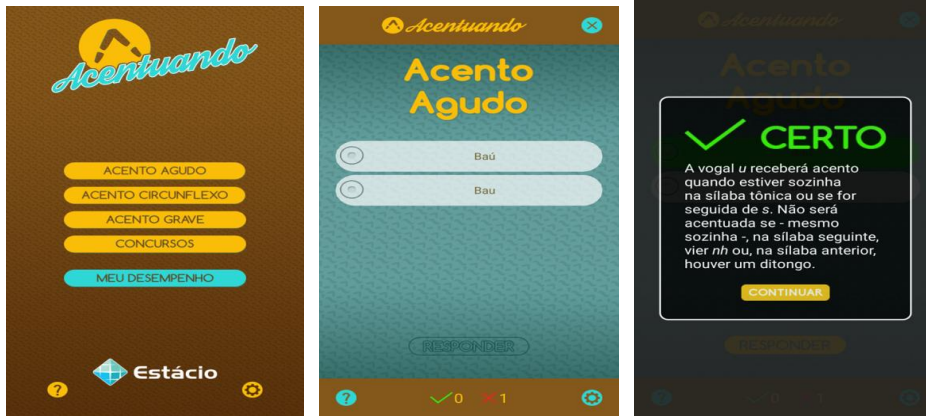 Acentuando
ACENTO AGUDO
ACENTO CIRCUNFLEXO
ACENTO GRAVE
CONCURSOS
MEU DESEMPENHO
Estácio
?
Acentuando
Acento
Agudo
Baú
Bau
RESPONDER
?
0
1
Acentuando
Acento
Agudo
CERTO
A vogal u receberá acento
quando estiver sozinha
na sílaba tônica ou se for
seguida de s. Não será
acentuada se - mesmo
sozinha -, na sílaba seguinte,
vier nh ou, na sílaba anterior,
houver um ditongo.
CONTINUAR
RESPONDER